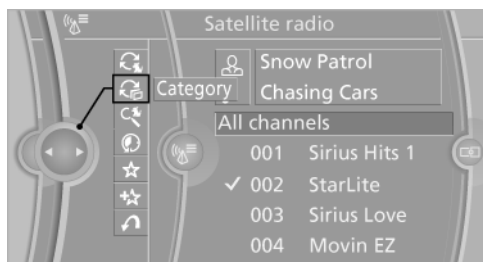 Satellite radio
Snow Patrol
Category
Chasing Cars
All channels
001 Sirius Hits 1
002 StarLite
003 Sirius Love
004 Movin EZ